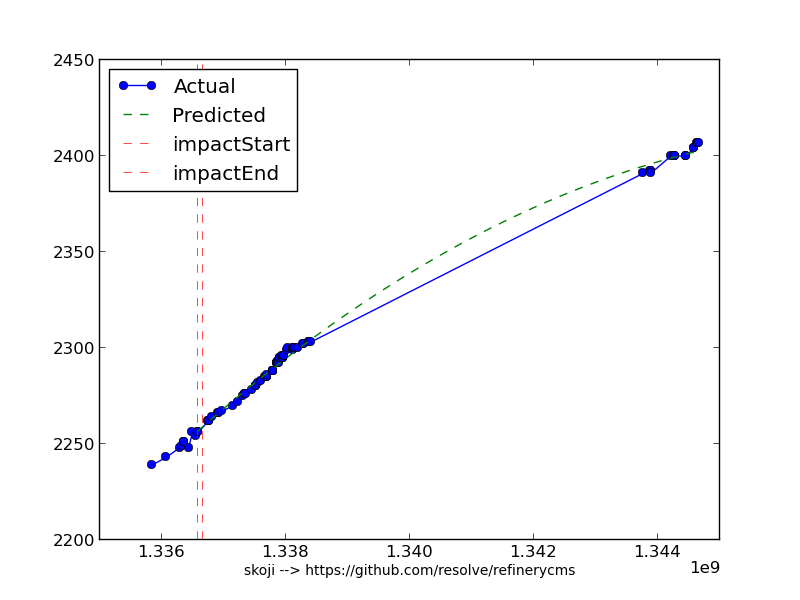 2450
2400
2350
2300
2250
2200
Actual
Predicted
impactStart
impactEnd
1.336 1.338 1.340 1.342 1.344
1e9
skoji --> https://github.com/resolve/refinerycms